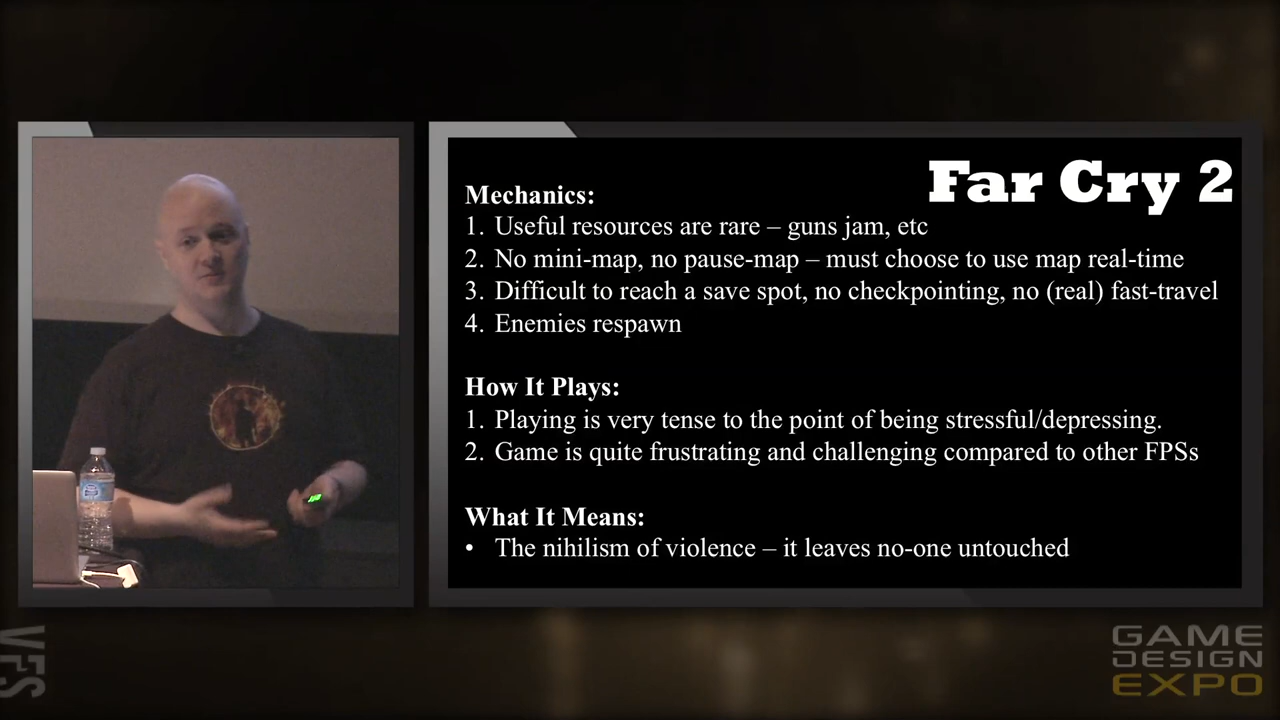 Far Cry 2
Mechanics:
1. Useful resources are rare – guns jam, etc
2. No mini-map, no pause-map – must choose to use map real-time
3. Difficult to reach a save spot, no checkpointing, no (real) fast-travel
4. Enemies respawn
How It Plays:
1. Playing is very tense to the point of being stressful/depressing.
2. Game is quite frustrating and challenging compared to other FPSs
What It Means:
• The nihilism of violence – it leaves no-one untouched
VFS
GAME
DESIGN
EXPO